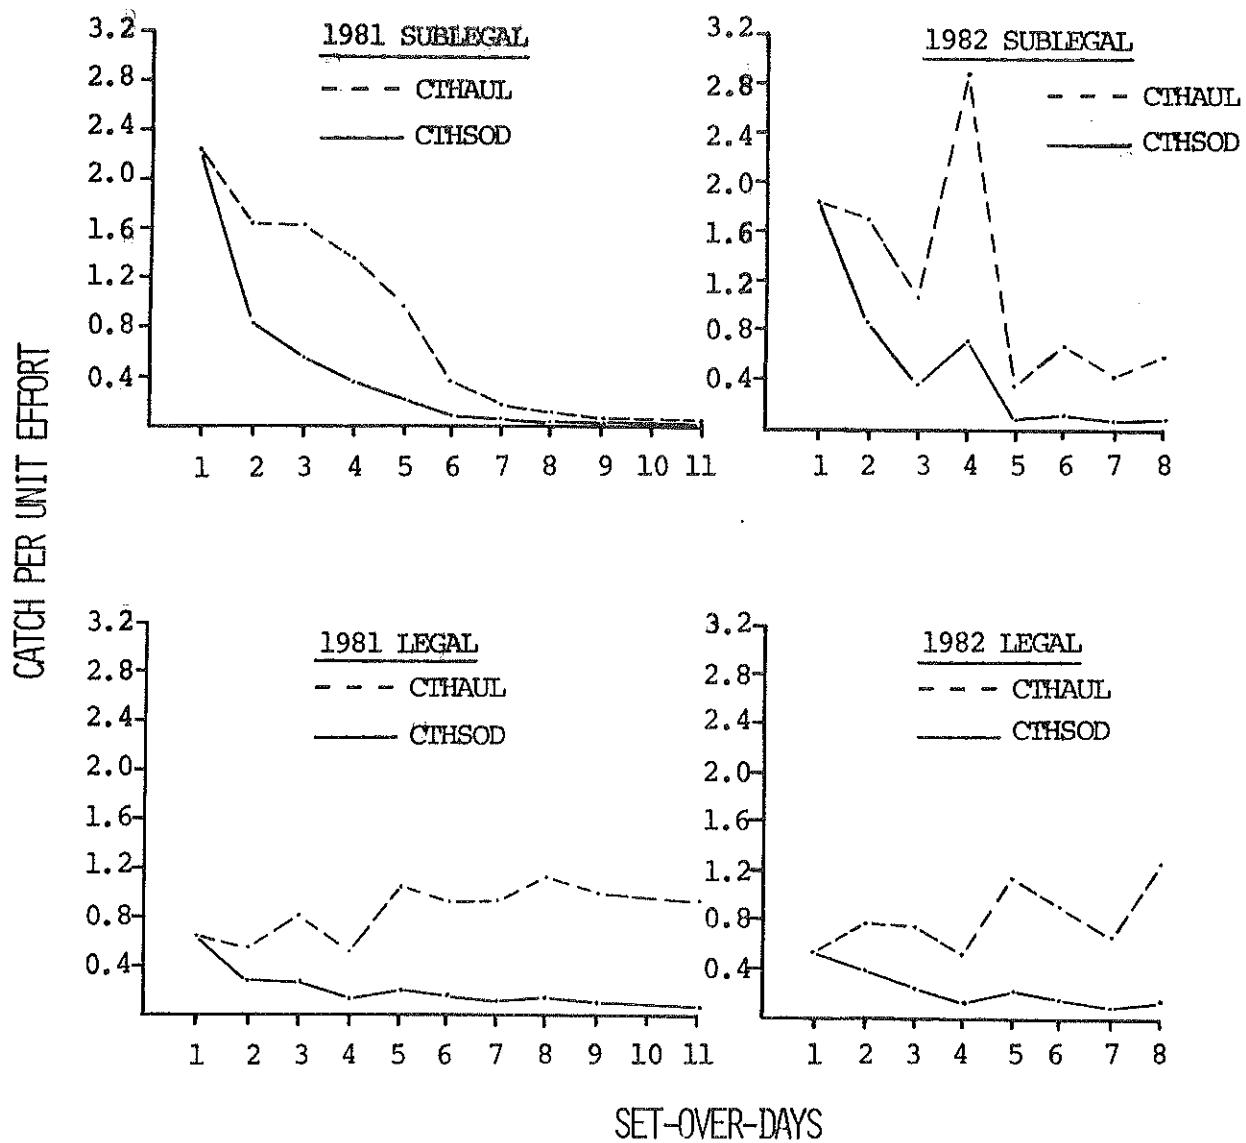 CATCH PER UNIT EFFORT
1981 SUBLEGAL
CTHAUL
CTHSOD
3.2
2.8
2.4
2.0
1.6
1.2
0.8
0.4
1 2 3 4 5 6 7 8 9 10 11
1982 SUBLEGAL
CTHAUL
CTHSOD
3.2
2.8
2.4
2.0
1.6
1.2
0.8
0.4
1 2 3 4 5 6 7 8
1981 LEGAL
CTHAUL
CTHSOD
3.2
2.8
2.4
2.0
1.6
1.2
0.8
0.4
1 2 3 4 5 6 7 8 9 10 11
1982 LEGAL
CTHAUL
CTHSOD
3.2
2.8
2.4
2.0
1.6
1.2
0.8
0.4
1 2 3 4 5 6 7 8
SET-OVER-DAYS